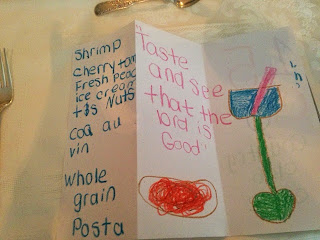 Shrimp
Cherry tom
Fresh Peac
ice cream
t$s Nuts
Coq au
vin
Whole
grain
Pasta
"Taste
and see
that the
lord is
Good"